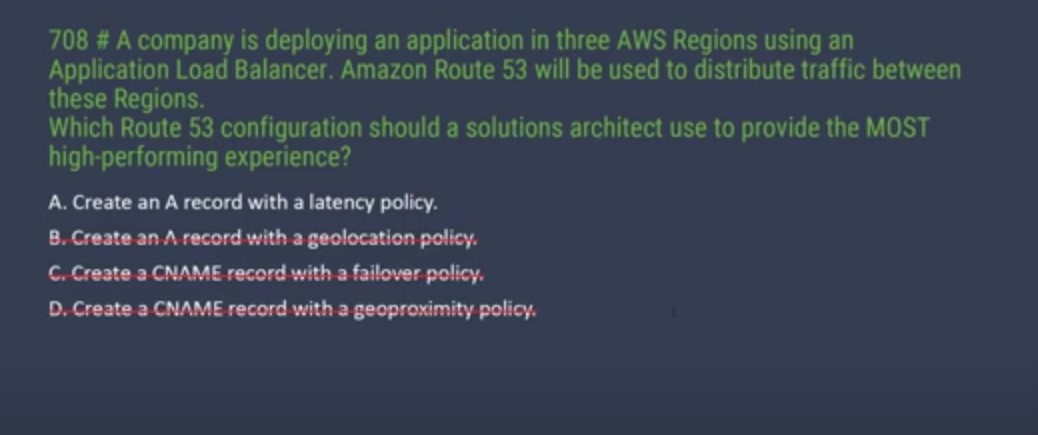 708 # A company is deploying an application in three AWS Regions using an
Application Load Balancer. Amazon Route 53 will be used to distribute traffic between
these Regions.
Which Route 53 configuration should a solutions architect use to provide the MOST
high-performing experience?
A. Create an A record with a latency policy.
B. Create an A record with a geolocation policy.
C. Create a CNAME record with a failover policy.
D. Create a CNAME record with a geoproximity policy.